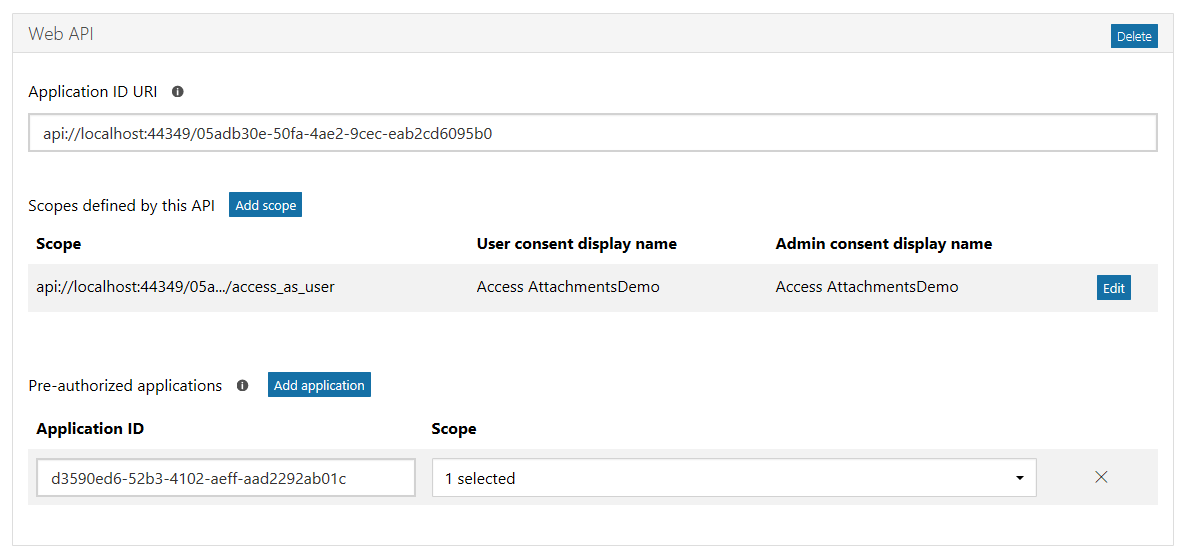 Web API
Delete
Application ID URI
api://localhost:44349/05adb30e-50fa-4ae2-9cec-eab2cd6095b0
Scopes defined by this API Add scope
Scope User consent display name Admin consent display name
api://localhost:44349/05a.../access_as_user Access AttachmentsDemo Access AttachmentsDemo Edit
Pre-authorized applications Add application
Application ID Scope
d3590ed6-52b3-4102-aeff-aad2292ab01c 1 selected